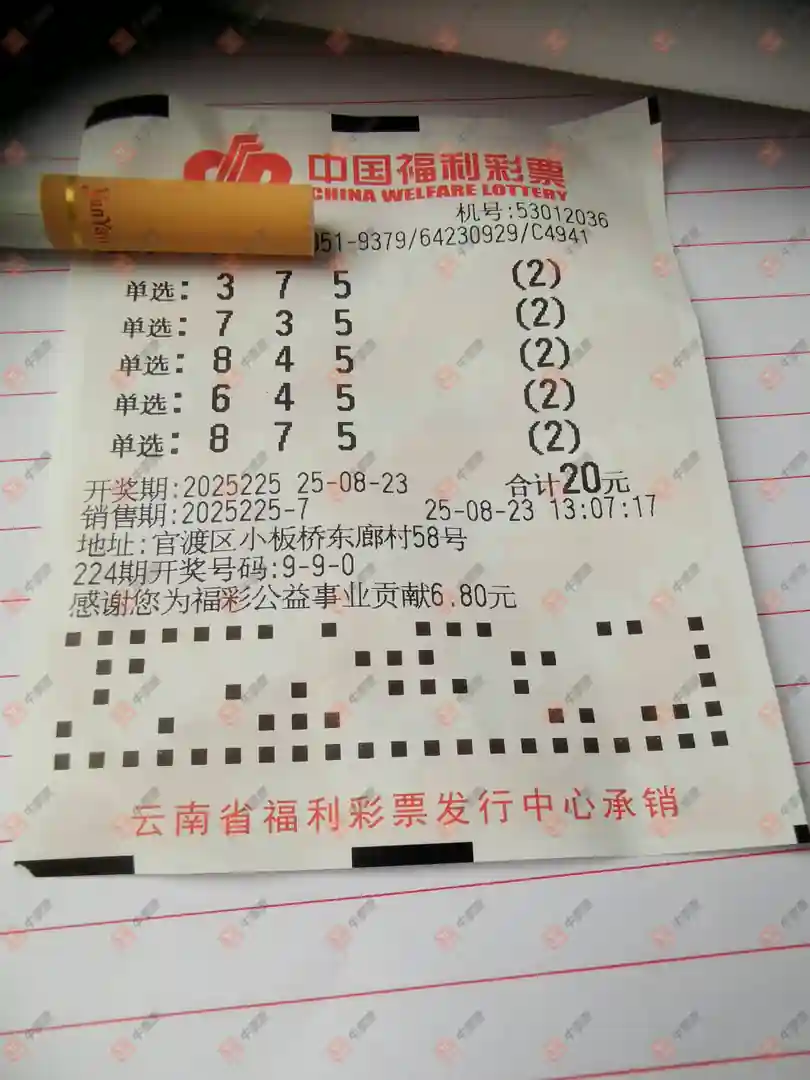 中国福利彩票
CHINA WELFARE LOTTERY
机号:53012036
051-9379/64230929/C4941
单选: 3 7 5 (2)
单选: 7 3 5 (2)
单选: 8 4 5 (2)
单选: 6 4 5 (2)
单选: 8 7 5 (2)
开奖期:2025225 25-08-23 合计20元
销售期:2025225-7 25-08-23 13:07:17
地址:官渡区小板桥东廊村58号
224期开奖号码:9-9-0
感谢您为福彩公益事业贡献6.80元
云南省福利彩票发行中心承销